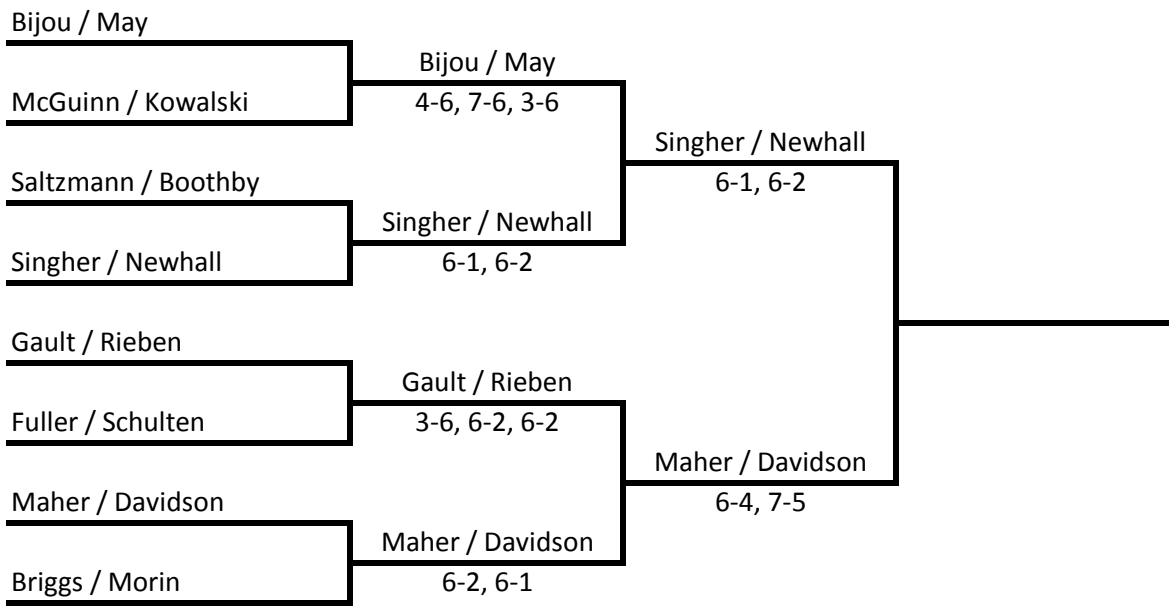 Bijou / May
McGuinn / Kowalski
Saltzmann / Boothby
Singher / Newhall
Gault / Rieben
Fuller / Schulten
Maher / Davidson
Briggs / Morin
Bijou / May
4-6, 7-6, 3-6
Singher / Newhall
6-1, 6-2
Gault / Rieben
3-6, 6-2, 6-2
Maher / Davidson
6-2, 6-1
Singher / Newhall
6-1, 6-2
Maher / Davidson
6-4, 7-5